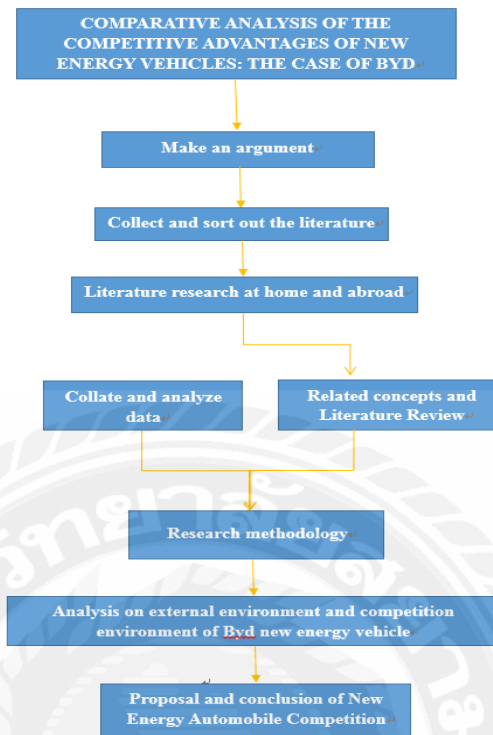 COMPARATIVE ANALYSIS OF THE
COMPETITIVE ADVANTAGES OF NEW
ENERGY VEHICLES: THE CASE OF BYD
Make an argument
Collect and sort out the literature
Literature research at home and abroad
Collate and analyze
data
Related concepts and
Literature Review
Research methodology
Analysis on external environment and competition
environment of Byd new energy vehicle
Proposal and conclusion of New
Energy Automobile Competition